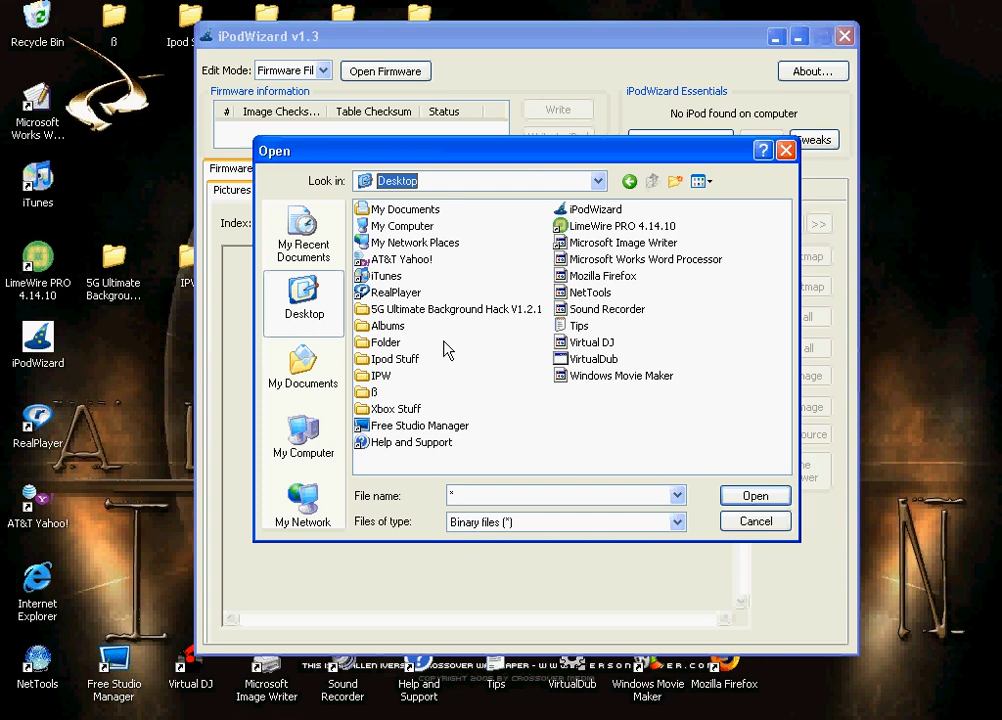 Recycle Bin
ß
Ipod S
Microsoft
Works W...
iTunes
LimeWire PRO
4.14.10
5G Ultimate
Backgrou...
IPW
iPodWizard
RealPlayer
AT&T Yahoo!
Internet
Explorer
NetTools
Free Studio
Manager
Virtual DJ
Microsoft
Image Writer
Sound
Recorder
Help and
Support
Tips
VirtualDub
Windows Movie
Maker
Mozilla Firefox
iPodWizard v1.3
Edit Mode: Firmware Fil Open Firmware About...
Firmware information
# Image Checks... Table Checksum Status
Write
iPodWizard Essentials
No iPod found on computer
Tweaks
Firmware
Pictures
Index:
>>
Open
Look in: Desktop
My Recent
Documents
Desktop
My Documents
My Computer
My Network
My Documents
My Computer
My Network Places
AT&T Yahoo!
iTunes
RealPlayer
5G Ultimate Background Hack V1.2.1
Albums
Folder
Ipod Stuff
IPW
ß
Xbox Stuff
Free Studio Manager
Help and Support
iPodWizard
LimeWire PRO 4.14.10
Microsoft Image Writer
Microsoft Works Word Processor
Mozilla Firefox
NetTools
Sound Recorder
Tips
Virtual DJ
VirtualDub
Windows Movie Maker
File name: *
Open
Files of type: Binary files (*)
Cancel